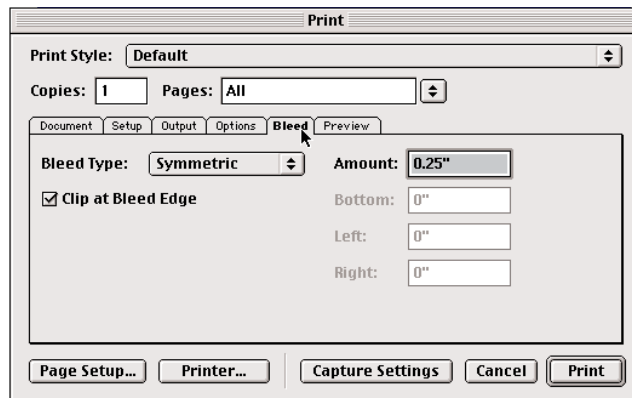 Print
Print Style: Default
Copies: 1 Pages: All
Document Setup Output Options Bleed Preview
Bleed Type: Symmetric Amount: 0.25"
Clip at Bleed Edge Bottom: 0"
Left: 0"
Right: 0"
Page Setup... Printer... Capture Settings Cancel Print